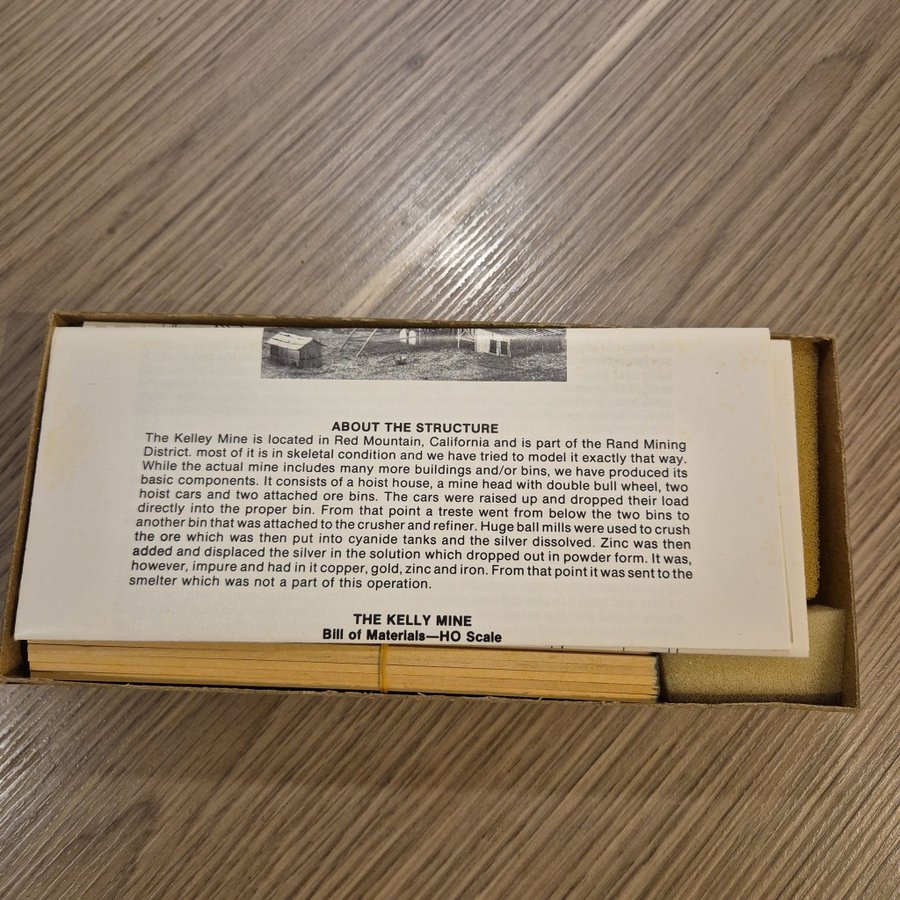 ABOUT THE STRUCTURE
The Kelley Mine is located in Red Mountain, California and is part of the Rand Mining
District. most of it is in skeletal condition and we have tried to model it exactly that way.
While the actual mine includes many more buildings and/or bins, we have produced its
basic components. It consists of a hoist house, a mine head with double bull wheel, two
hoist cars and two attached ore bins. The cars were raised up and dropped their load
directly into the proper bin. From that point a treste went from below the two bins to
another bin that was attached to the crusher and refiner. Huge ball mills were used to crush
the ore which was then put into cyanide tanks and the silver dissolved. Zinc was then
added and displaced the silver in the solution which dropped out in powder form. It was,
however, impure and had in it copper, gold, zinc and iron. From that point it was sent to the
smelter which was not a part of this operation.
THE KELLY MINE
Bill of Materials—HO Scale